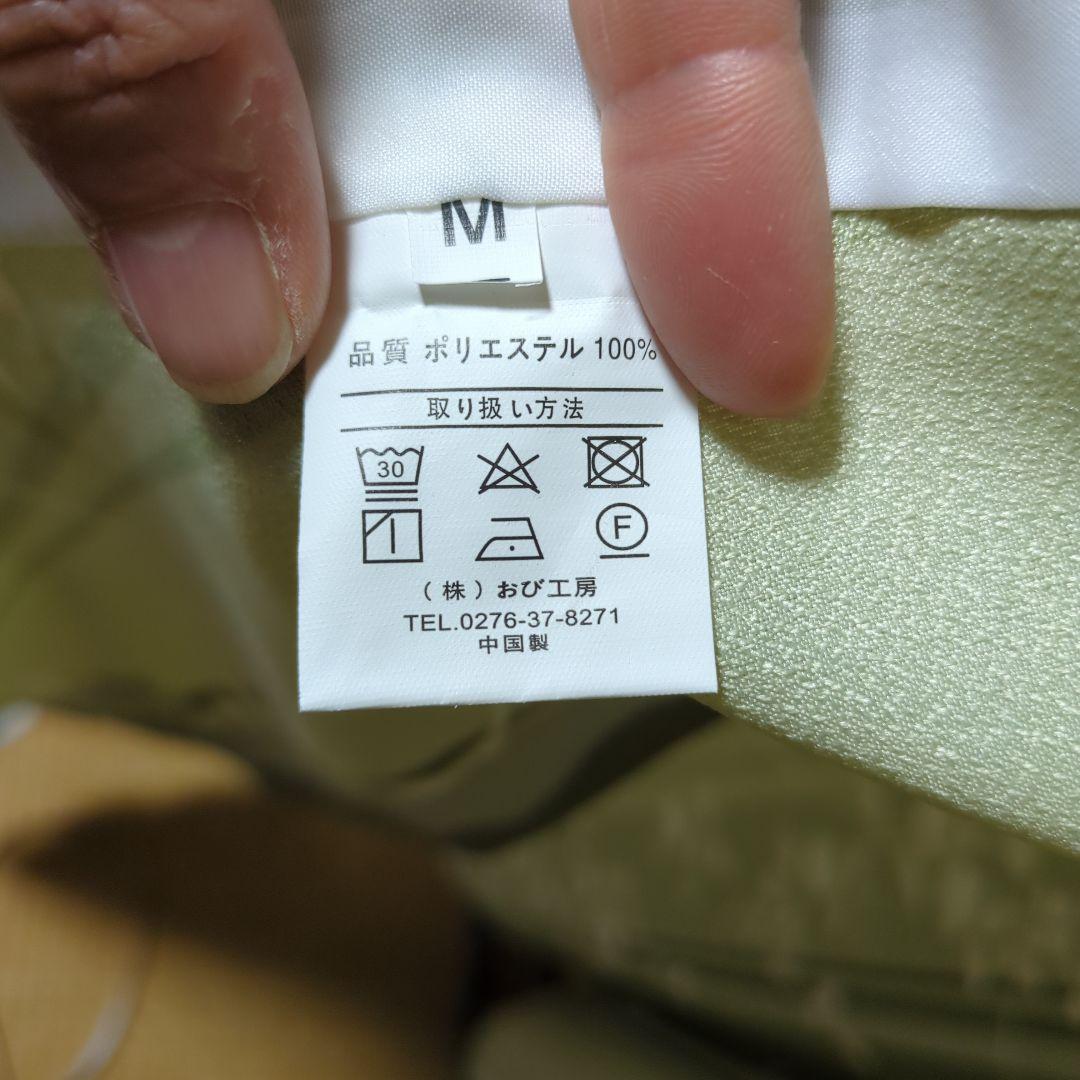 M
品質 ポリエステル 100%
取り扱い方法
30
F
(株)おび工房
TEL.0276-37-8271
中国製